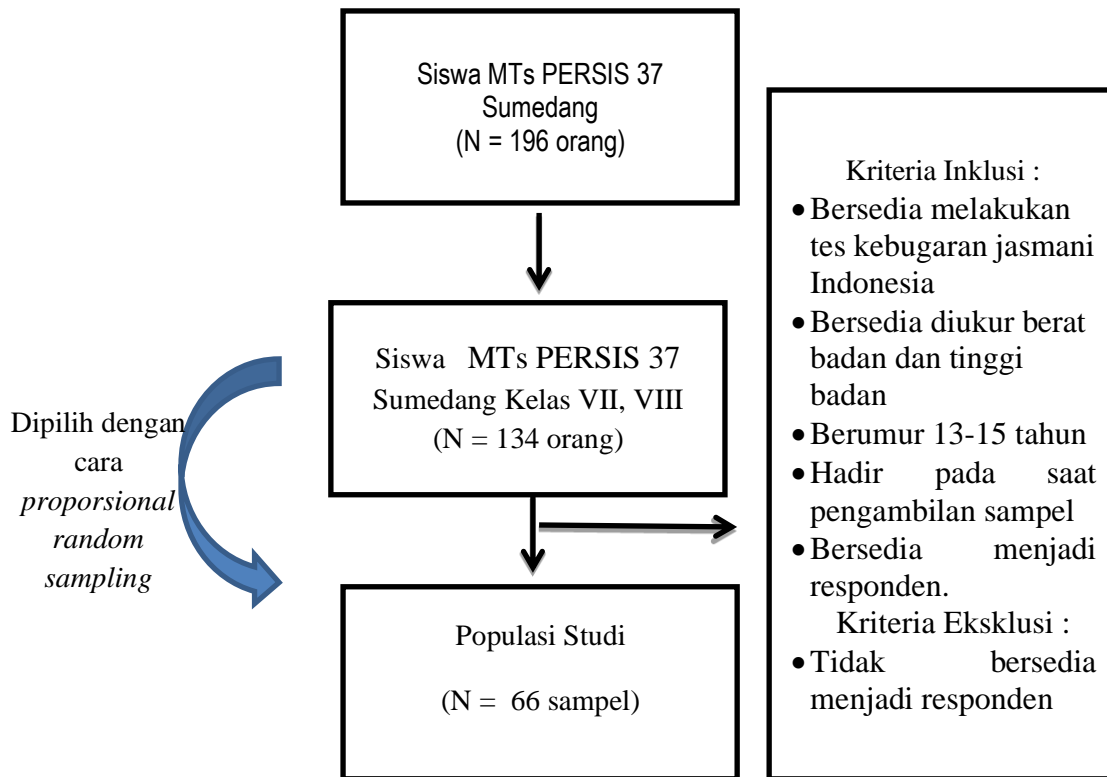 Siswa MTs PERSIS 37
Sumedang
(N = 196 orang)
Siswa MTs PERSIS 37
Sumedang Kelas VII, VIII
(N = 134 orang)
Dipilih dengan
cara
proporsional
random
sampling
Populasi Studi
(N = 66 sampel)
Kriteria Inklusi :
•Bersedia melakukan
tes kebugaran jasmani
Indonesia
•Bersedia diukur berat
badan dan tinggi
badan
•Berumur 13-15 tahun
•Hadir pada saat
pengambilan sampel
•Bersedia menjadi
responden.
Kriteria Eksklusi :
•Tidak bersedia
menjadi responden